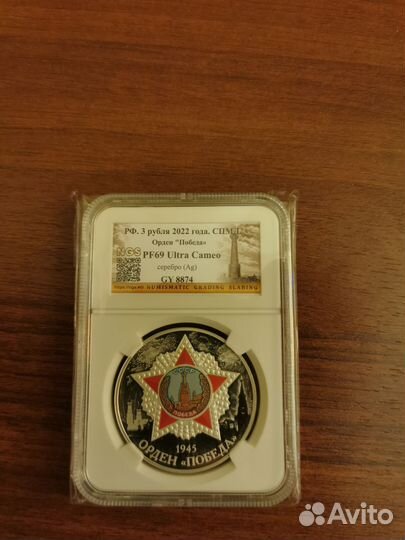 РФ. 3 рубля 2022 года. СПМД.
Орден "Победа"
NGS
PF69 Ultra Cameo
серебро (Ag)
GY 8874
NUMISMATIC GRADING SLABING
ПОБЕДА
1945
ОРДЕН «ПОБЕДА»
Avito